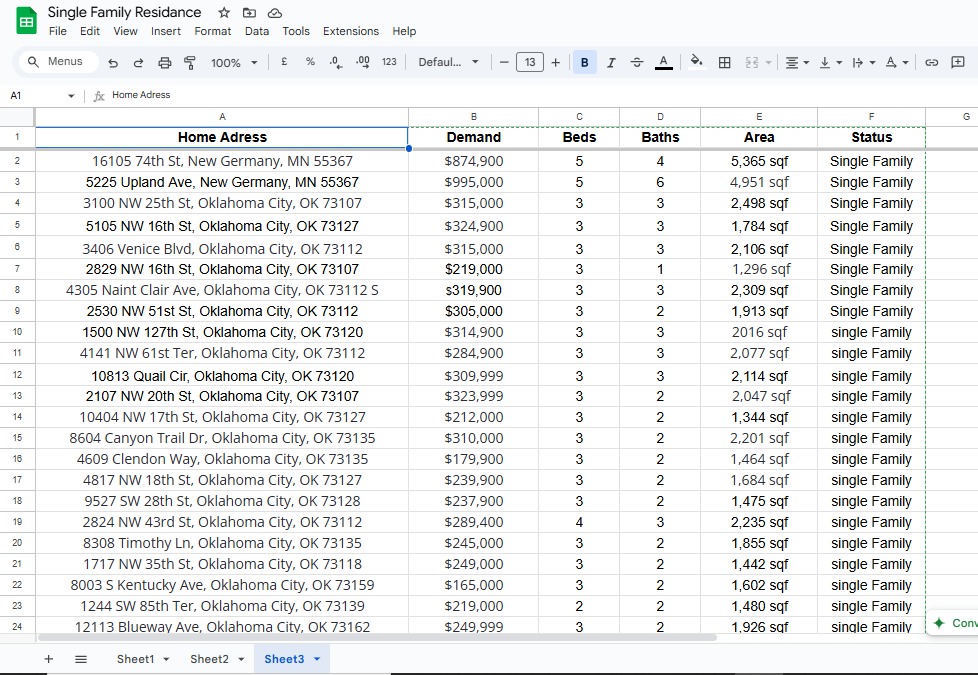 Single Family Residance
File Edit View Insert Format Data Tools Extensions Help
Menus 100% £ % .0 .00 123 Defaul... − 13 + B I A
A1 fx Home Adress
A B C D E F G
1 Home Adress Demand Beds Baths Area Status
2 16105 74th St, New Germany, MN 55367 $874,900 5 4 5,365 sqf Single Family
3 5225 Upland Ave, New Germany, MN 55367 $995,000 5 6 4,951 sqf Single Family
4 3100 NW 25th St, Oklahoma City, OK 73107 $315,000 3 3 2,498 sqf Single Family
5 5105 NW 16th St, Oklahoma City, OK 73127 $324,900 3 3 1,784 sqf Single Family
6 3406 Venice Blvd, Oklahoma City, OK 73112 $315,000 3 3 2,106 sqf Single Family
7 2829 NW 16th St, Oklahoma City, OK 73107 $219,000 3 1 1,296 sqf Single Family
8 4305 Naint Clair Ave, Oklahoma City, OK 73112 S $319,900 3 3 2,309 sqf Single Family
9 2530 NW 51st St, Oklahoma City, OK 73112 $305,000 3 2 1,913 sqf Single Family
10 1500 NW 127th St, Oklahoma City, OK 73120 $314,900 3 3 2016 sqf single Family
11 4141 NW 61st Ter, Oklahoma City, OK 73112 $284,900 3 3 2,077 sqf single Family
12 10813 Quail Cir, Oklahoma City, OK 73120 $309,999 3 3 2,114 sqf single Family
13 2107 NW 20th St, Oklahoma City, OK 73107 $323,999 3 2 2,047 sqf single Family
14 10404 NW 17th St, Oklahoma City, OK 73127 $212,000 3 2 1,344 sqf single Family
15 8604 Canyon Trail Dr, Oklahoma City, OK 73135 $310,000 3 2 2,201 sqf single Family
16 4609 Clendon Way, Oklahoma City, OK 73135 $179,900 3 2 1,464 sqf single Family
17 4817 NW 18th St, Oklahoma City, OK 73127 $239,900 3 2 1,684 sqf single Family
18 9527 SW 28th St, Oklahoma City, OK 73128 $237,900 3 2 1,475 sqf single Family
19 2824 NW 43rd St, Oklahoma City, OK 73112 $289,400 4 3 2,235 sqf single Family
20 8308 Timothy Ln, Oklahoma City, OK 73135 $245,000 3 2 1,855 sqf single Family
21 1717 NW 35th St, Oklahoma City, OK 73118 $249,000 3 2 1,442 sqf single Family
22 8003 S Kentucky Ave, Oklahoma City, OK 73159 $165,000 3 2 1,602 sqf single Family
23 1244 SW 85th Ter, Oklahoma City, OK 73139 $219,000 2 2 1,480 sqf single Family
24 12113 Blueway Ave, Oklahoma City, OK 73162 $249,999 3 2 1,926 sqf single Family
Conv
Sheet1 Sheet2 Sheet3